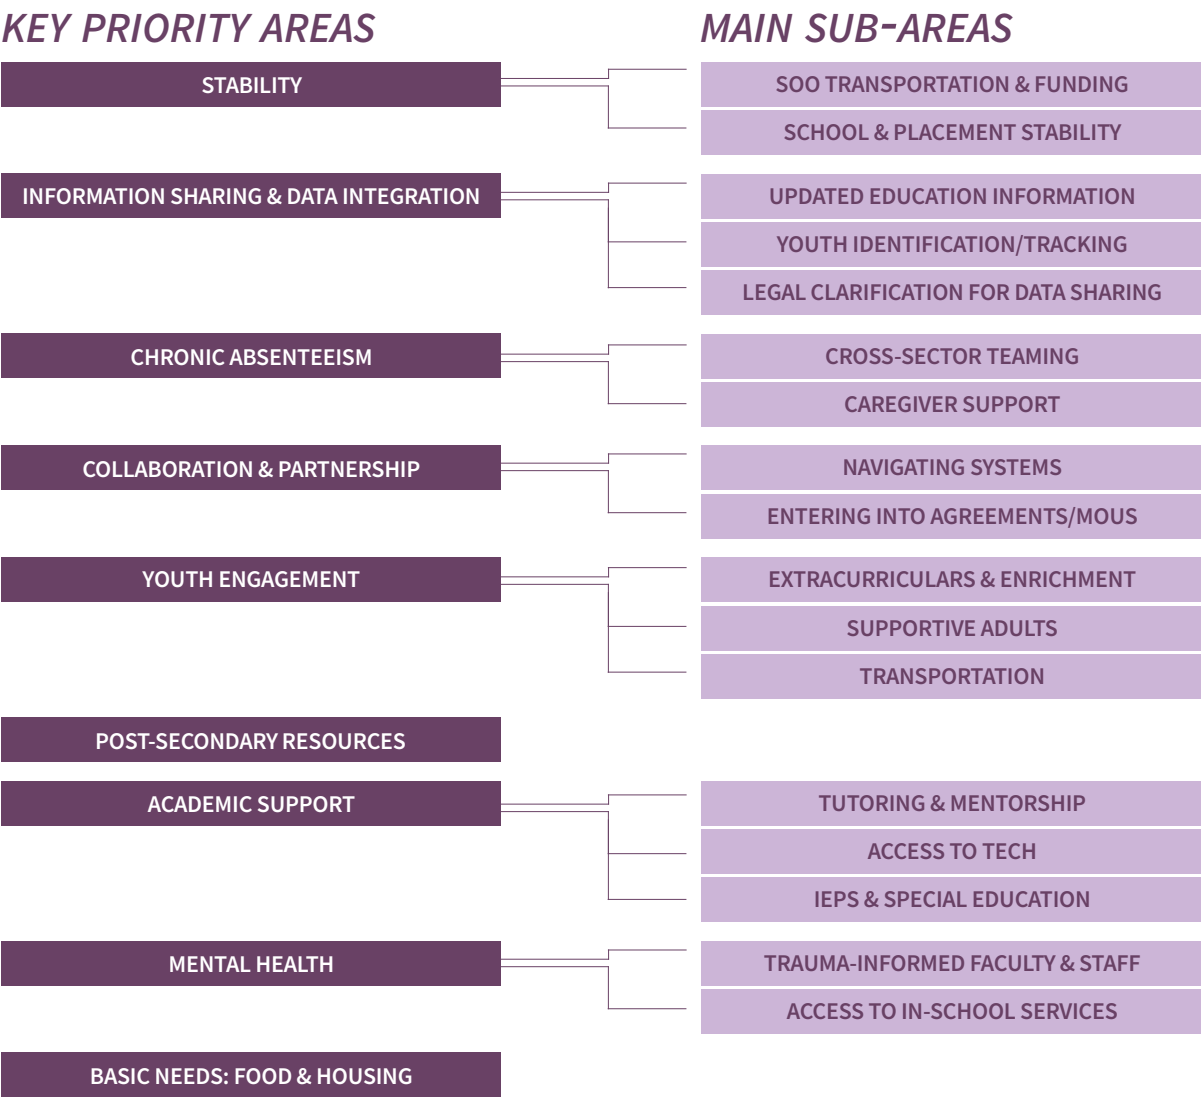 KEY PRIORITY AREAS
MAIN SUB-AREAS
STABILITY
SOO TRANSPORTATION & FUNDING
SCHOOL & PLACEMENT STABILITY
INFORMATION SHARING & DATA INTEGRATION
UPDATED EDUCATION INFORMATION
YOUTH IDENTIFICATION/TRACKING
LEGAL CLARIFICATION FOR DATA SHARING
CHRONIC ABSENTEEISM
CROSS-SECTOR TEAMING
CAREGIVER SUPPORT
COLLABORATION & PARTNERSHIP
NAVIGATING SYSTEMS
ENTERING INTO AGREEMENTS/MOUS
YOUTH ENGAGEMENT
EXTRACURRICULARS & ENRICHMENT
SUPPORTIVE ADULTS
TRANSPORTATION
POST-SECONDARY RESOURCES
ACADEMIC SUPPORT
TUTORING & MENTORSHIP
ACCESS TO TECH
IEPS & SPECIAL EDUCATION
MENTAL HEALTH
TRAUMA-INFORMED FACULTY & STAFF
ACCESS TO IN-SCHOOL SERVICES
BASIC NEEDS: FOOD & HOUSING